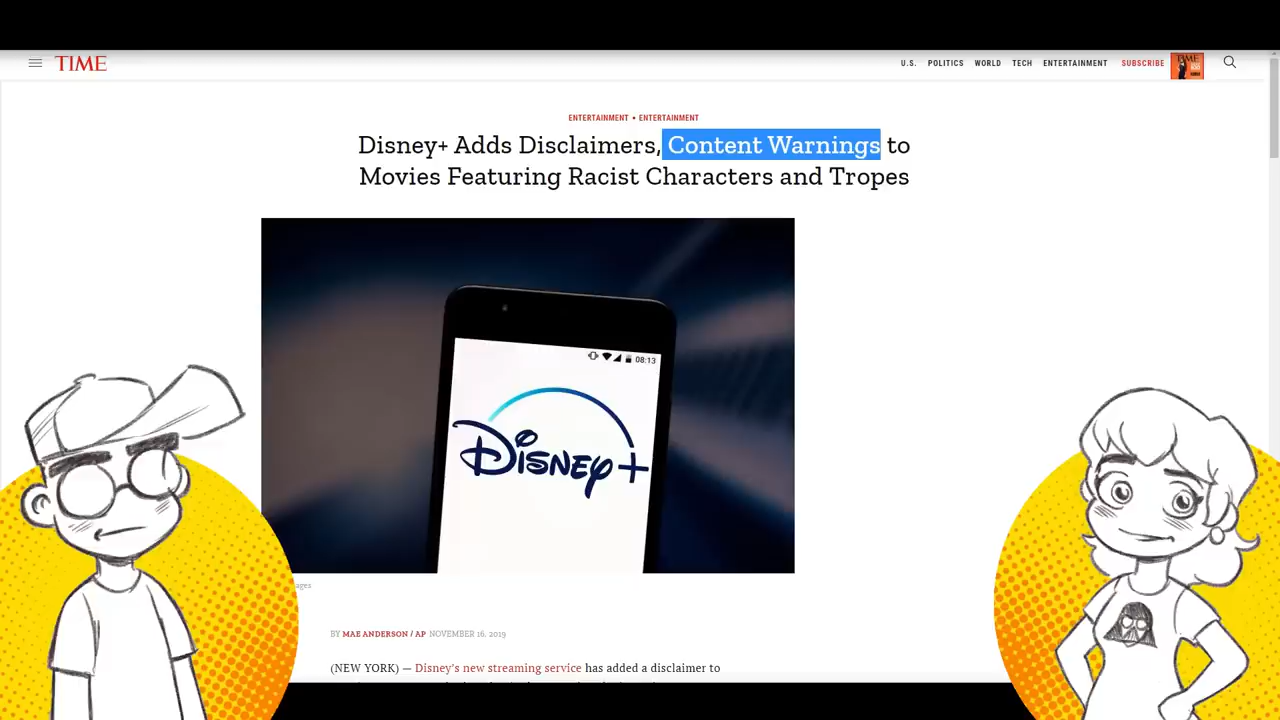 TIME
U.S. POLITICS WORLD TECH ENTERTAINMENT SUBSCRIBE
TIME
ENTERTAINMENT • ENTERTAINMENT
Disney+ Adds Disclaimers, Content Warnings to
Movies Featuring Racist Characters and Tropes
08:13
Disney+
ages
BY MAE ANDERSON / AP NOVEMBER 16, 2019
(NEW YORK) — Disney's new streaming service has added a disclaimer to